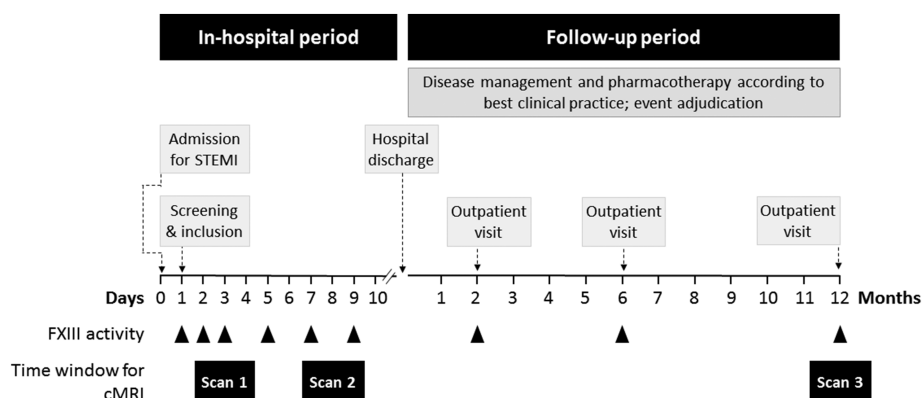 In-hospital period
Follow-up period
Disease management and pharmacotherapy according to
best clinical practice; event adjudication
Admission
for STEMI
Hospital
discharge
Screening
& inclusion
Outpatient
visit
Outpatient
visit
Outpatient
visit
Days 0 1 2 3 5 7 9 10 1 2 3 4 5 6 7 8 9 10 11 12 Months
FXIII activity
Time window for
cMRI
Scan 1
Scan 2
Scan 3